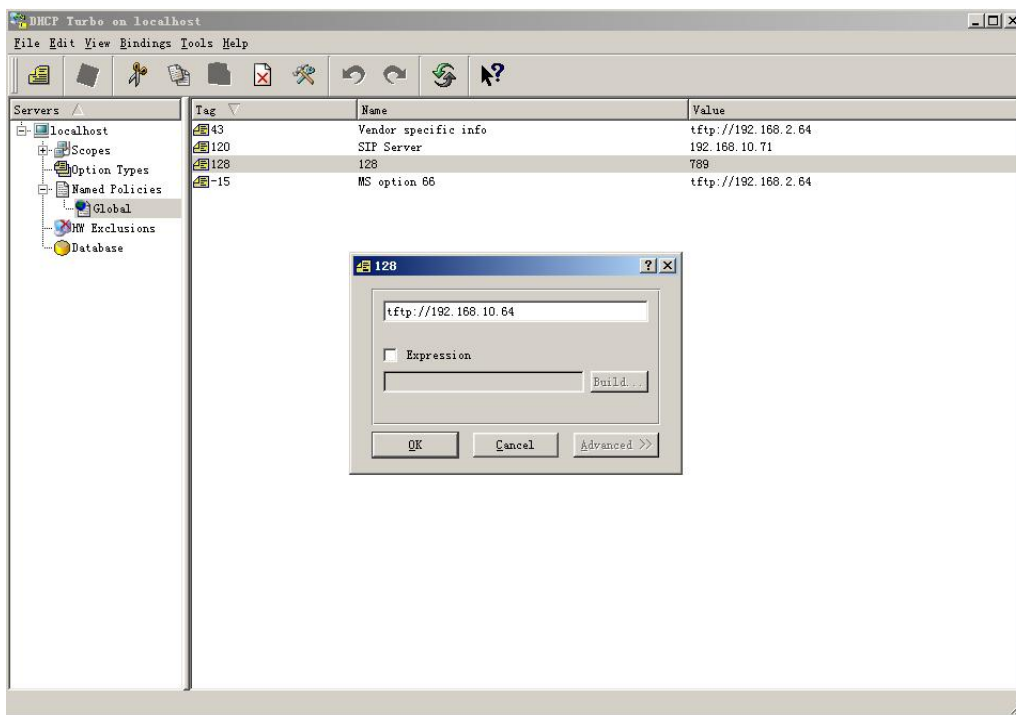 DHCP Turbo on localhost
File Edit View Bindings Tools Help
Servers
Tag Name Value
localhost
Scopes
Option Types
Named Policies
Global
HW Exclusions
Database
43 Vendor specific info tftp://192.168.2.64
120 SIP Server 192.168.10.71
128 128 789
-15 MS option 66 tftp://192.168.2.64
128
tftp://192.168.10.64
Expression
Build...
OK Cancel Advanced >>